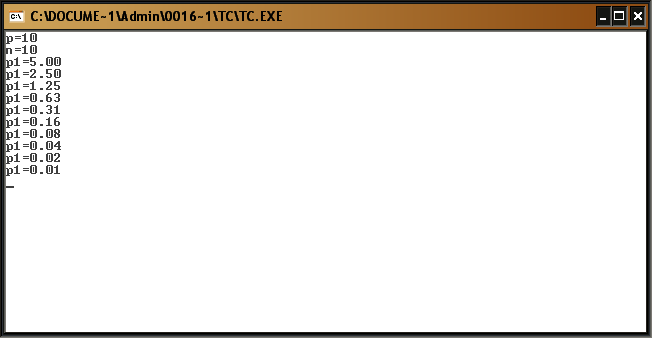 C:\DOCUME~1\Admin\0016~1\TC\TC.EXE
p=10
n=10
p1=5.00
p1=2.50
p1=1.25
p1=0.63
p1=0.31
p1=0.16
p1=0.08
p1=0.04
p1=0.02
p1=0.01
_